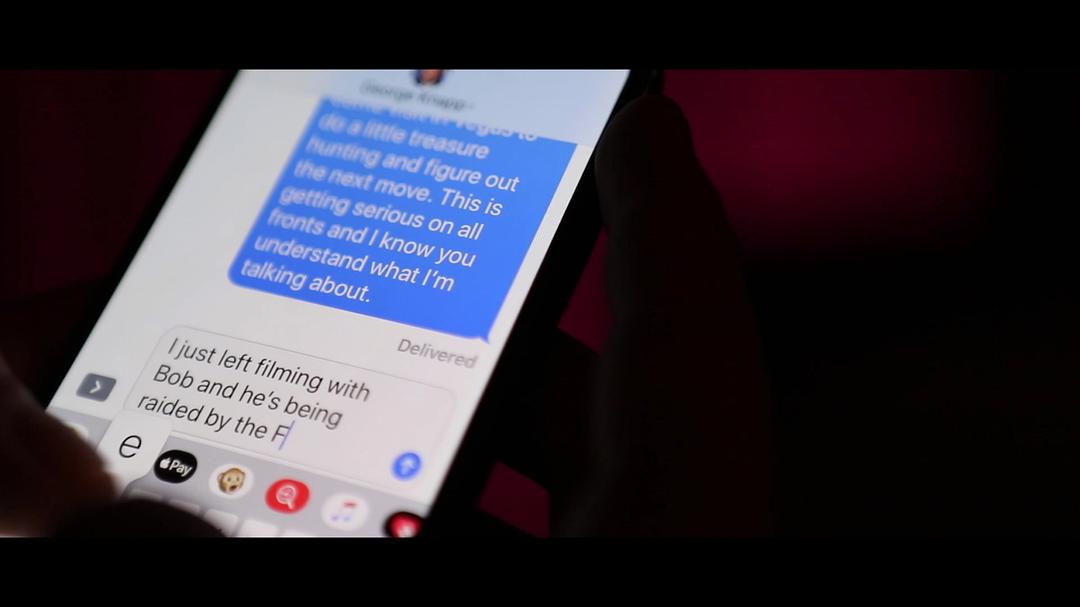 George Knapp
Vegas to
do a little treasure
hunting and figure out
the next move. This is
getting serious on all
fronts and I know you
understand what I'm
talking about.
Delivered
I just left filming with
Bob and he's being
raided by the F
e
Pay